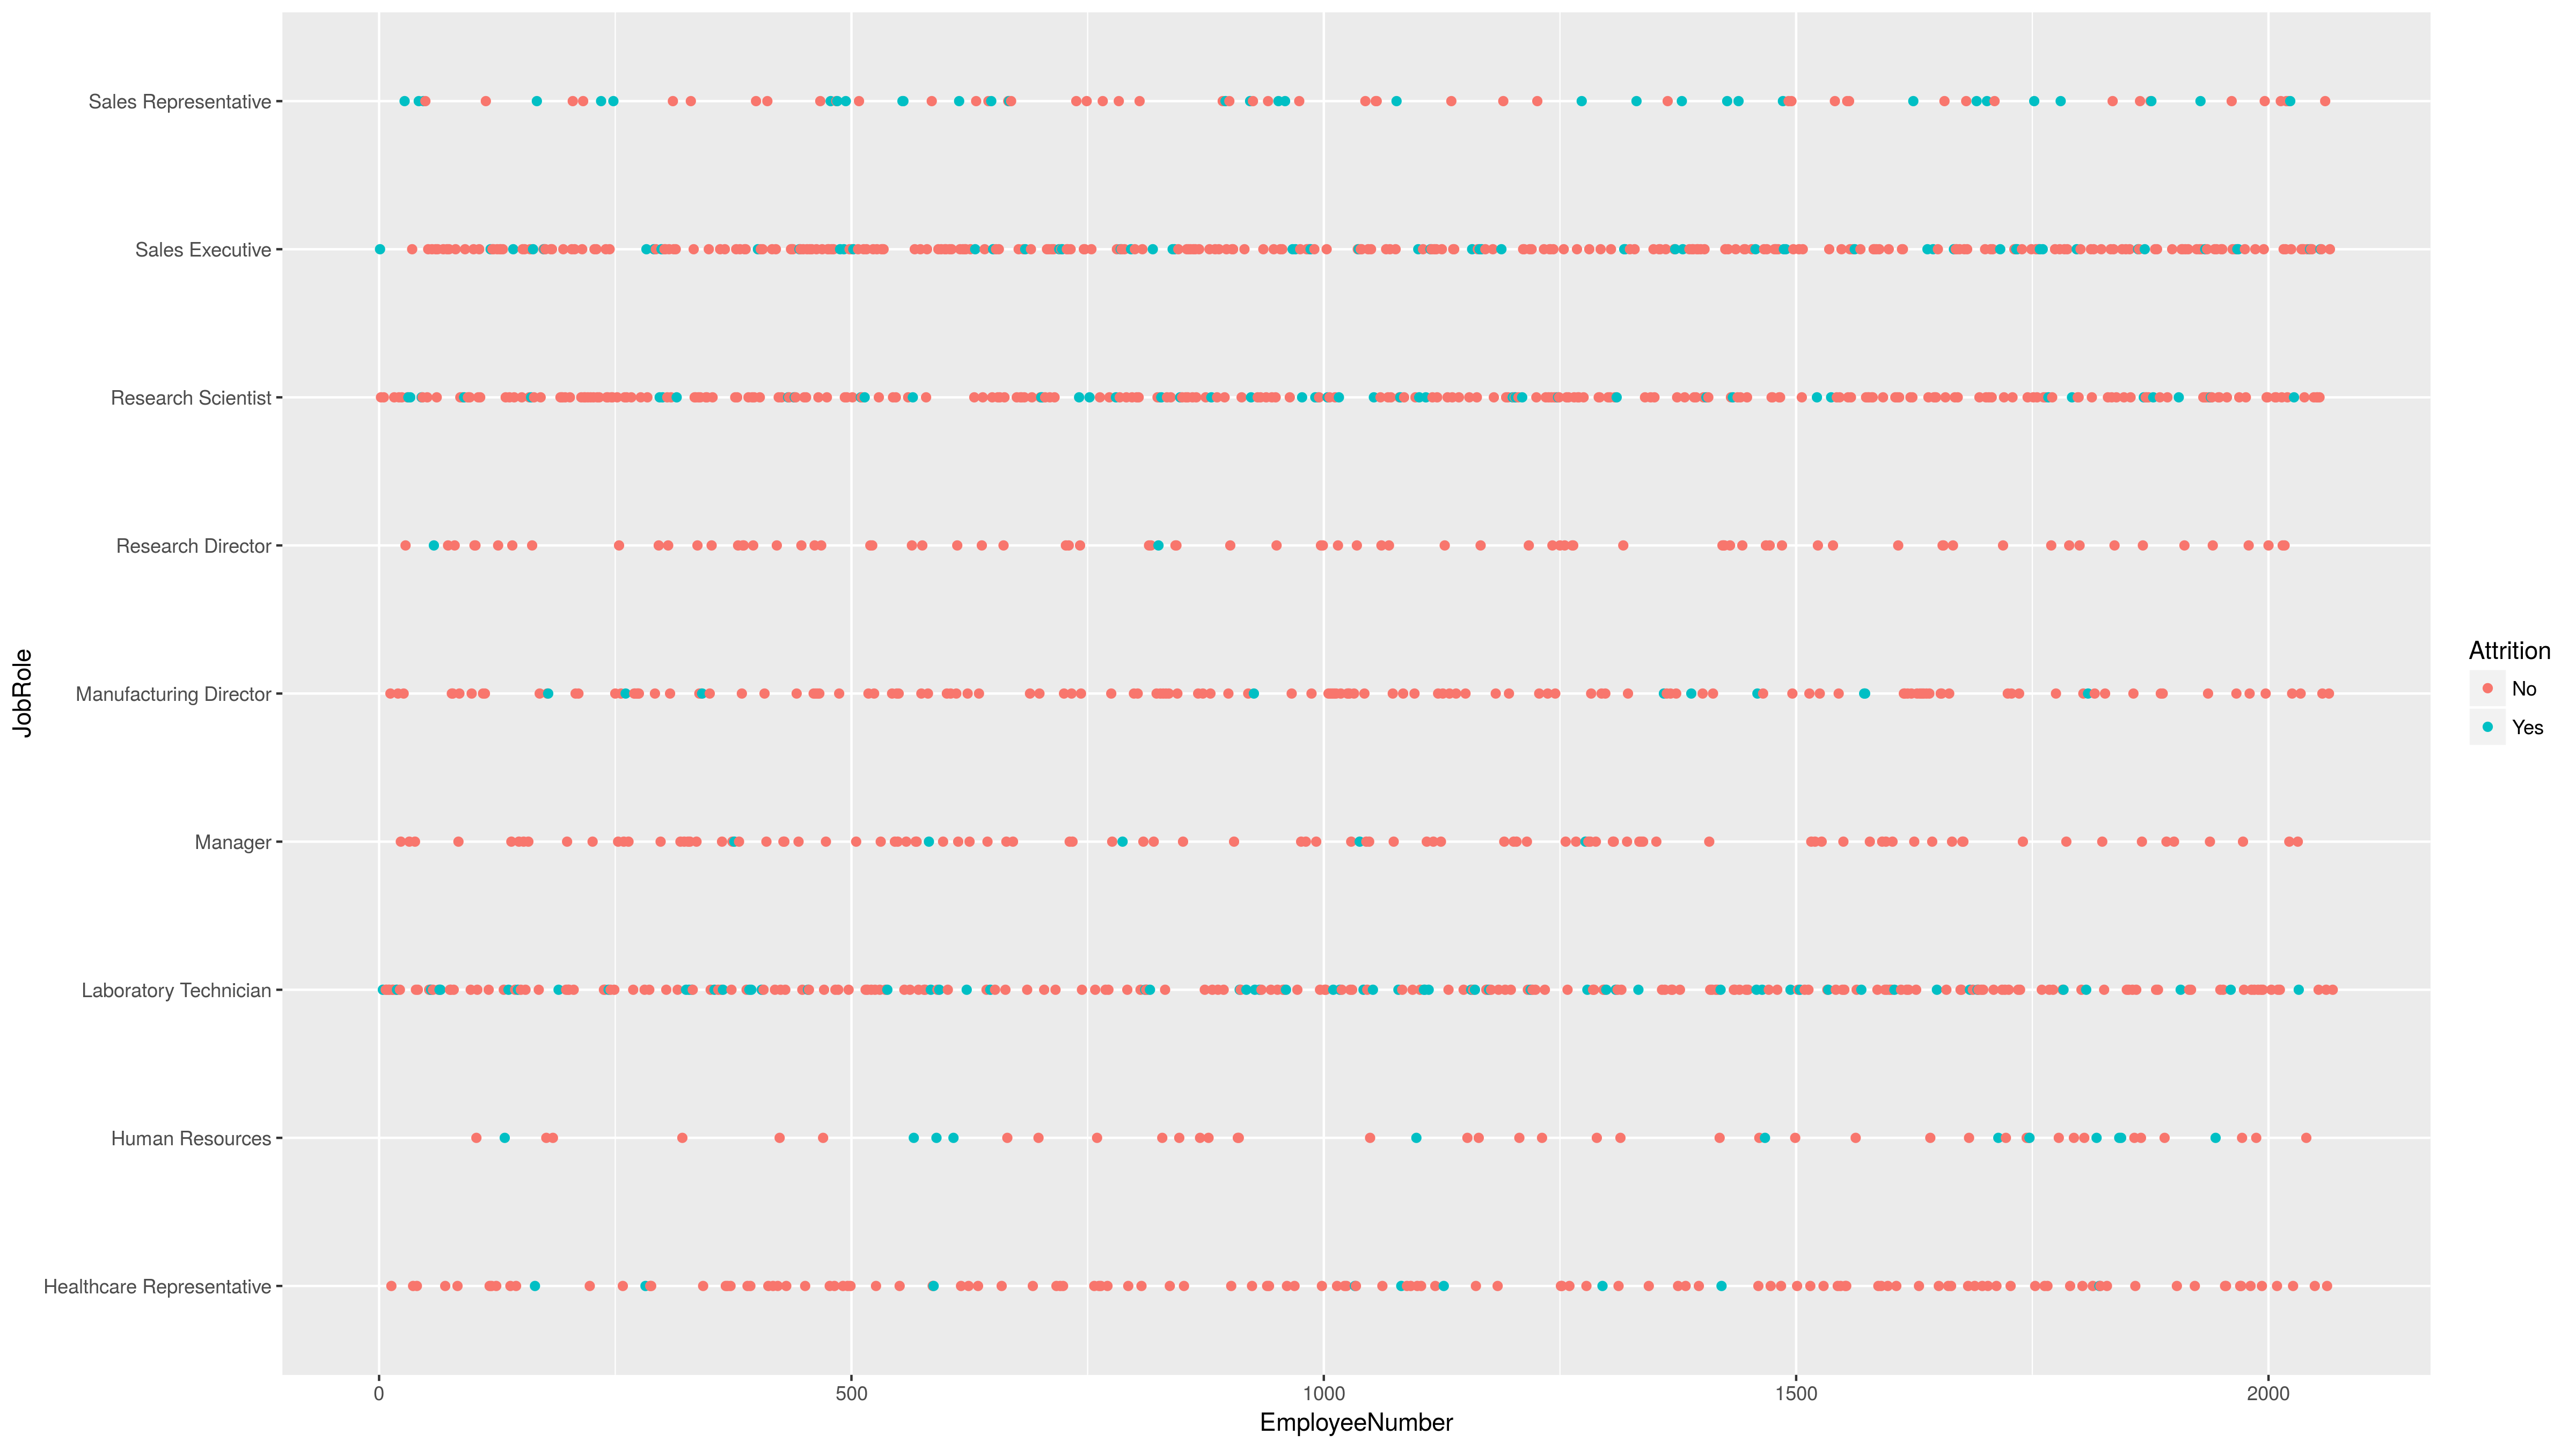 Sales Representative
Sales Executive
Research Scientist
Research Director
Manufacturing Director
Manager
Laboratory Technician
Human Resources
Healthcare Representative
JobRole
0 500 1000 1500 2000
EmployeeNumber
Attrition
No
Yes